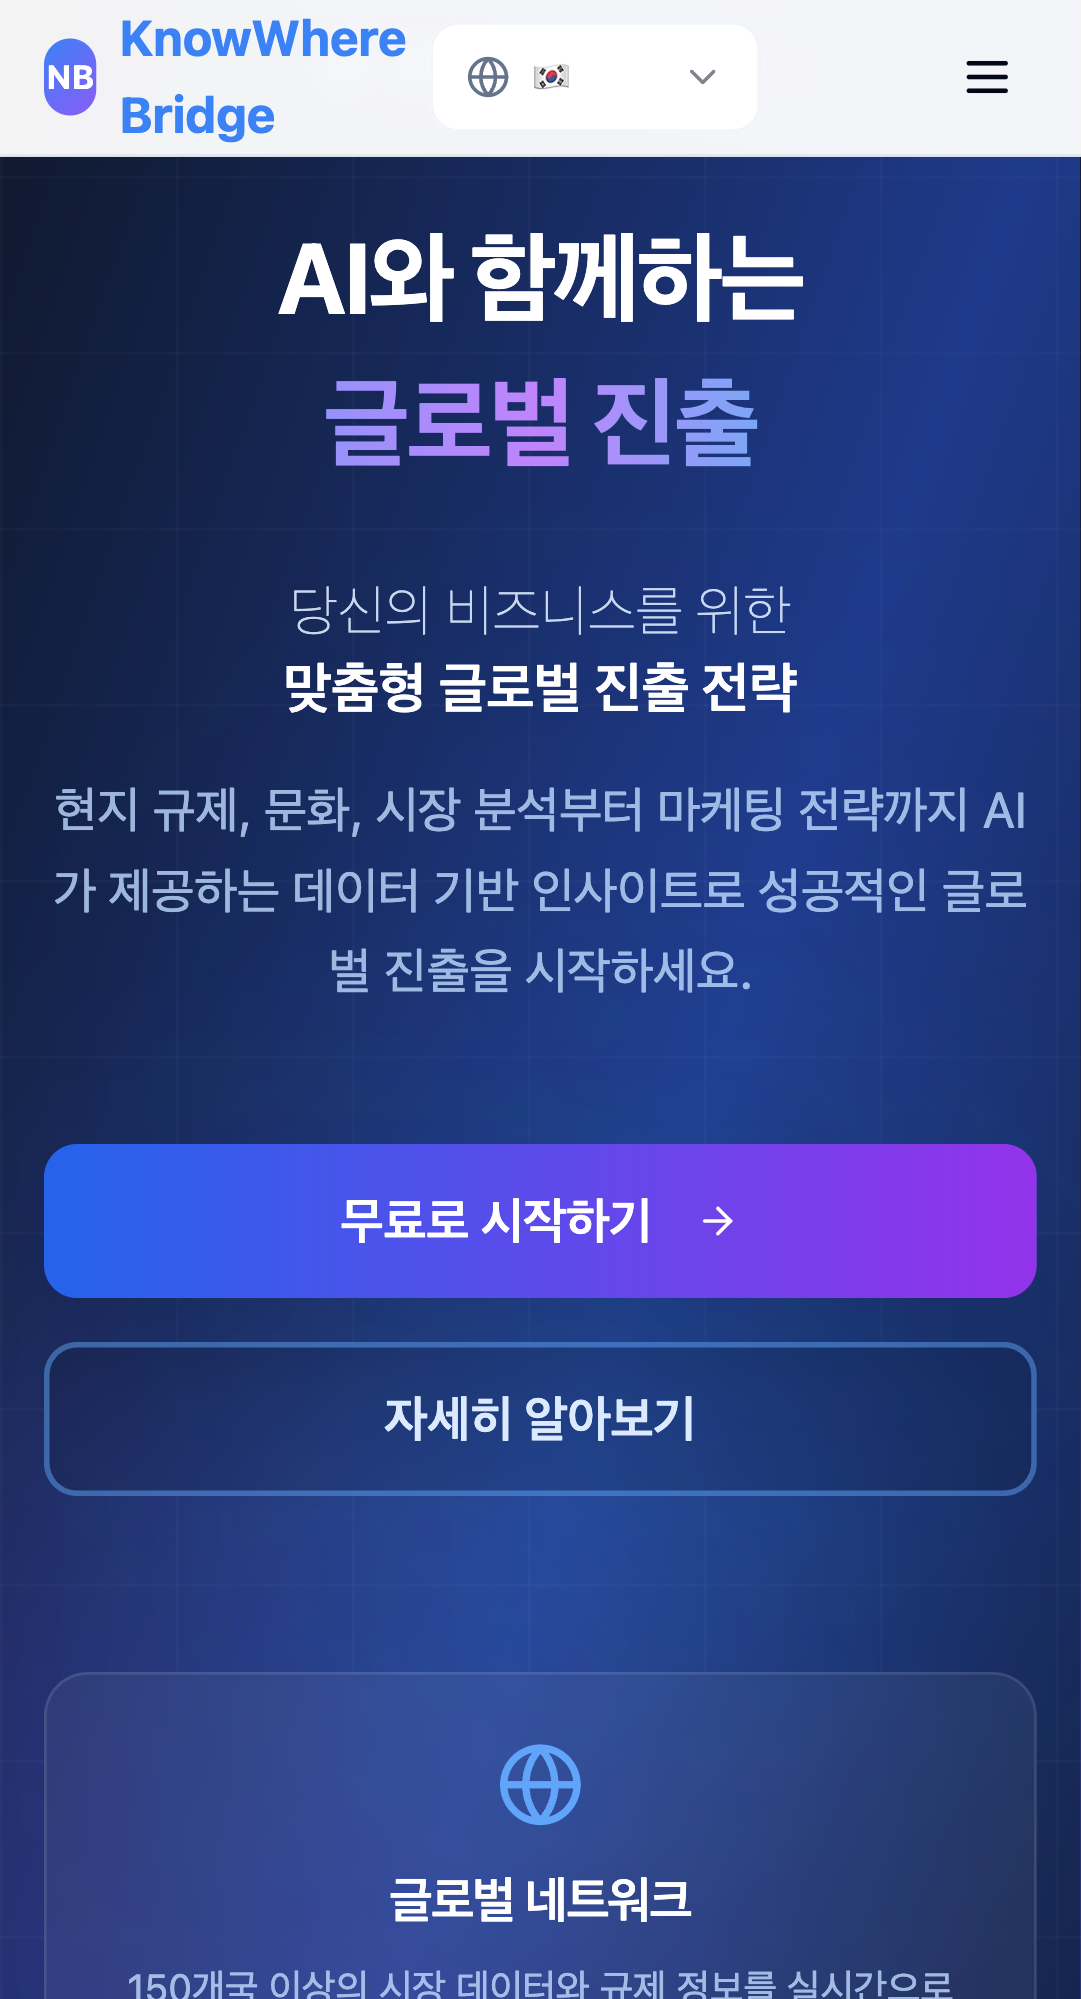 NB
KnowWhere
Bridge
AI와 함께하는
글로벌 진출
당신의 비즈니스를 위한
맞춤형 글로벌 진출 전략
현지 규제, 문화, 시장 분석부터 마케팅 전략까지 AI
가 제공하는 데이터 기반 인사이트로 성공적인 글로
벌 진출을 시작하세요.
무료로 시작하기
자세히 알아보기
글로벌 네트워크
150개국 이상의 시장 데이터와 규제 정보를 실시간으로